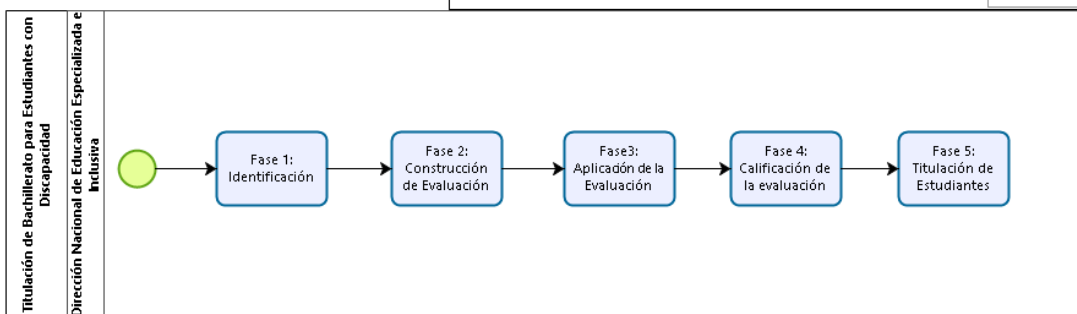 Titulación de Bachillerato para Estudiantes con
Discapacidad
Dirección Nacional de Educación Especializada e
Inclusiva
Fase 1:
Identificación
Fase 2:
Construcción
de Evaluación
Fase3:
Aplicación de la
Evaluación
Fase 4:
Calificación de
la evaluación
Fase 5:
Titulación de
Estudiantes